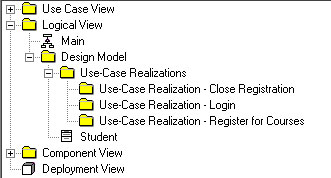 Use Case View
Logical View
Main
Design Model
Use-Case Realizations
Use-Case Realization - Close Registration
Use-Case Realization - Login
Use-Case Realization - Register for Courses
Student
Component View
Deployment View